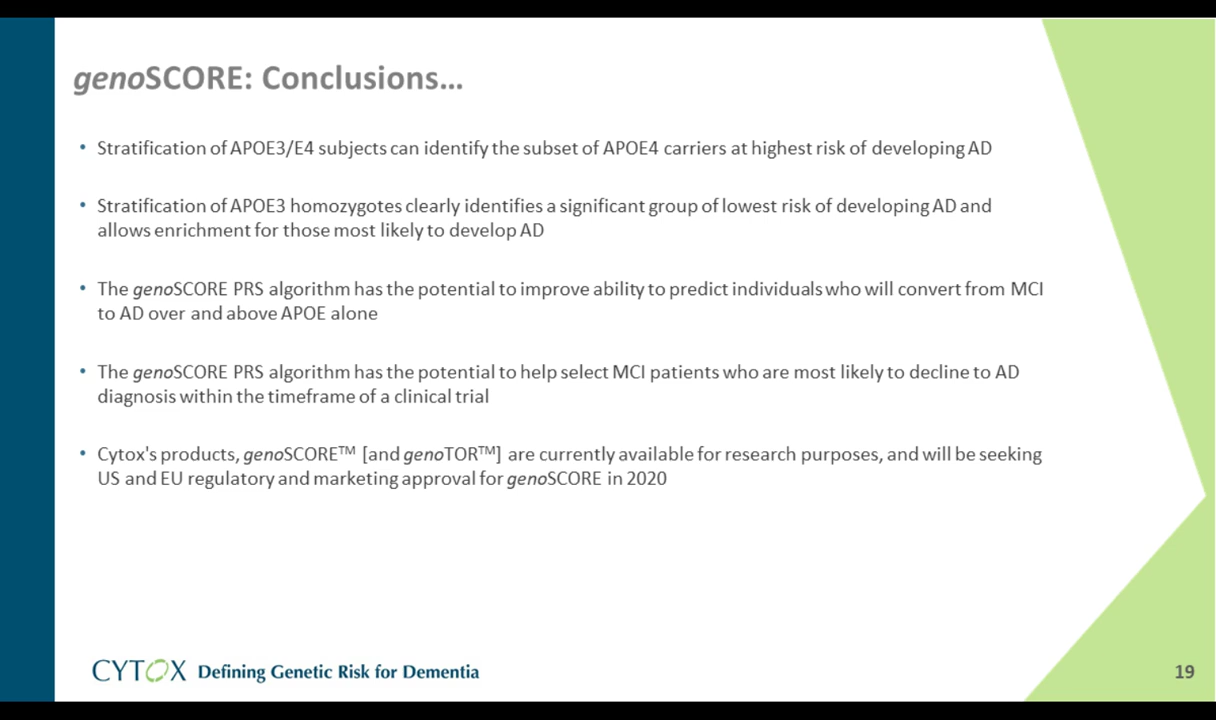 genoSCORE: Conclusions...
• Stratification of APOE3/E4 subjects can identify the subset of APOE4 carriers at highest risk of developing AD
• Stratification of APOE3 homozygotes clearly identifies a significant group of lowest risk of developing AD and
allows enrichment for those most likely to develop AD
• The genoSCORE PRS algorithm has the potential to improve ability to predict individuals who will convert from MCI
to AD over and above APOE alone
• The genoSCORE PRS algorithm has the potential to help select MCI patients who are most likely to decline to AD
diagnosis within the timeframe of a clinical trial
• Cytox's products, genoSCORE™ [and genoTOR™] are currently available for research purposes, and will be seeking
US and EU regulatory and marketing approval for genoSCORE in 2020
CYTOX Defining Genetic Risk for Dementia
19